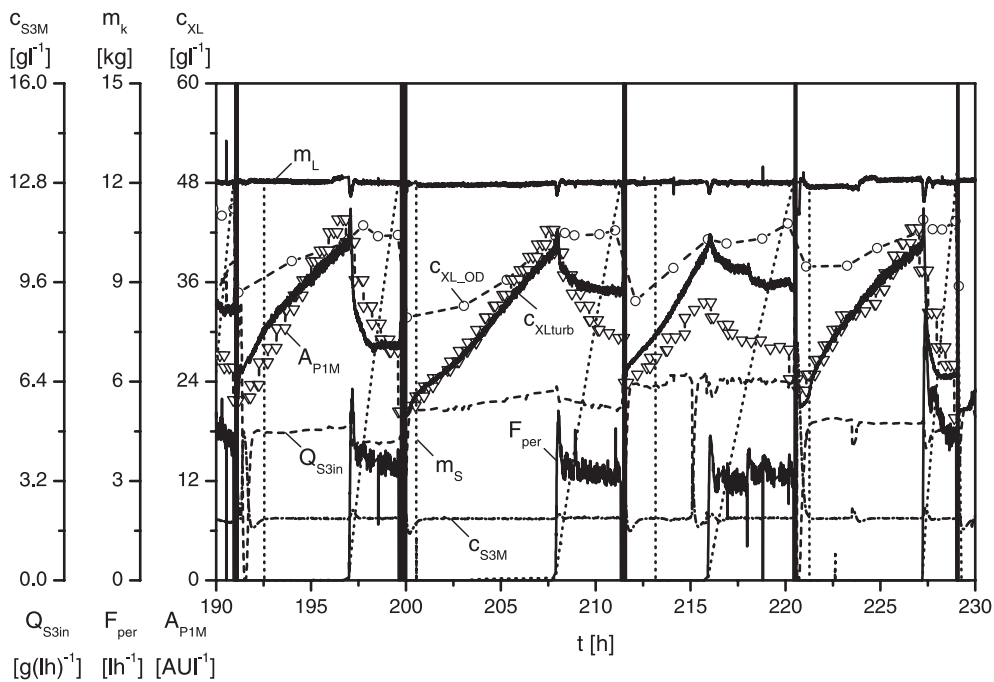 c_S3M m_k c_XL
[gl⁻¹] [kg] [gl⁻¹]
16.0 15 60
12.8 12 48
9.6 9 36
6.4 6 24
3.2 3 12
0.0 0 0
m_L
c_XL_OD
c_XLturb
A_P1M
F_per
Q_S3in
m_S
c_S3M
190 195 200 205 210 215 220 225 230
t [h]
Q_S3in F_per A_P1M
[g(lh)⁻¹] [lh⁻¹] [AUl⁻¹]